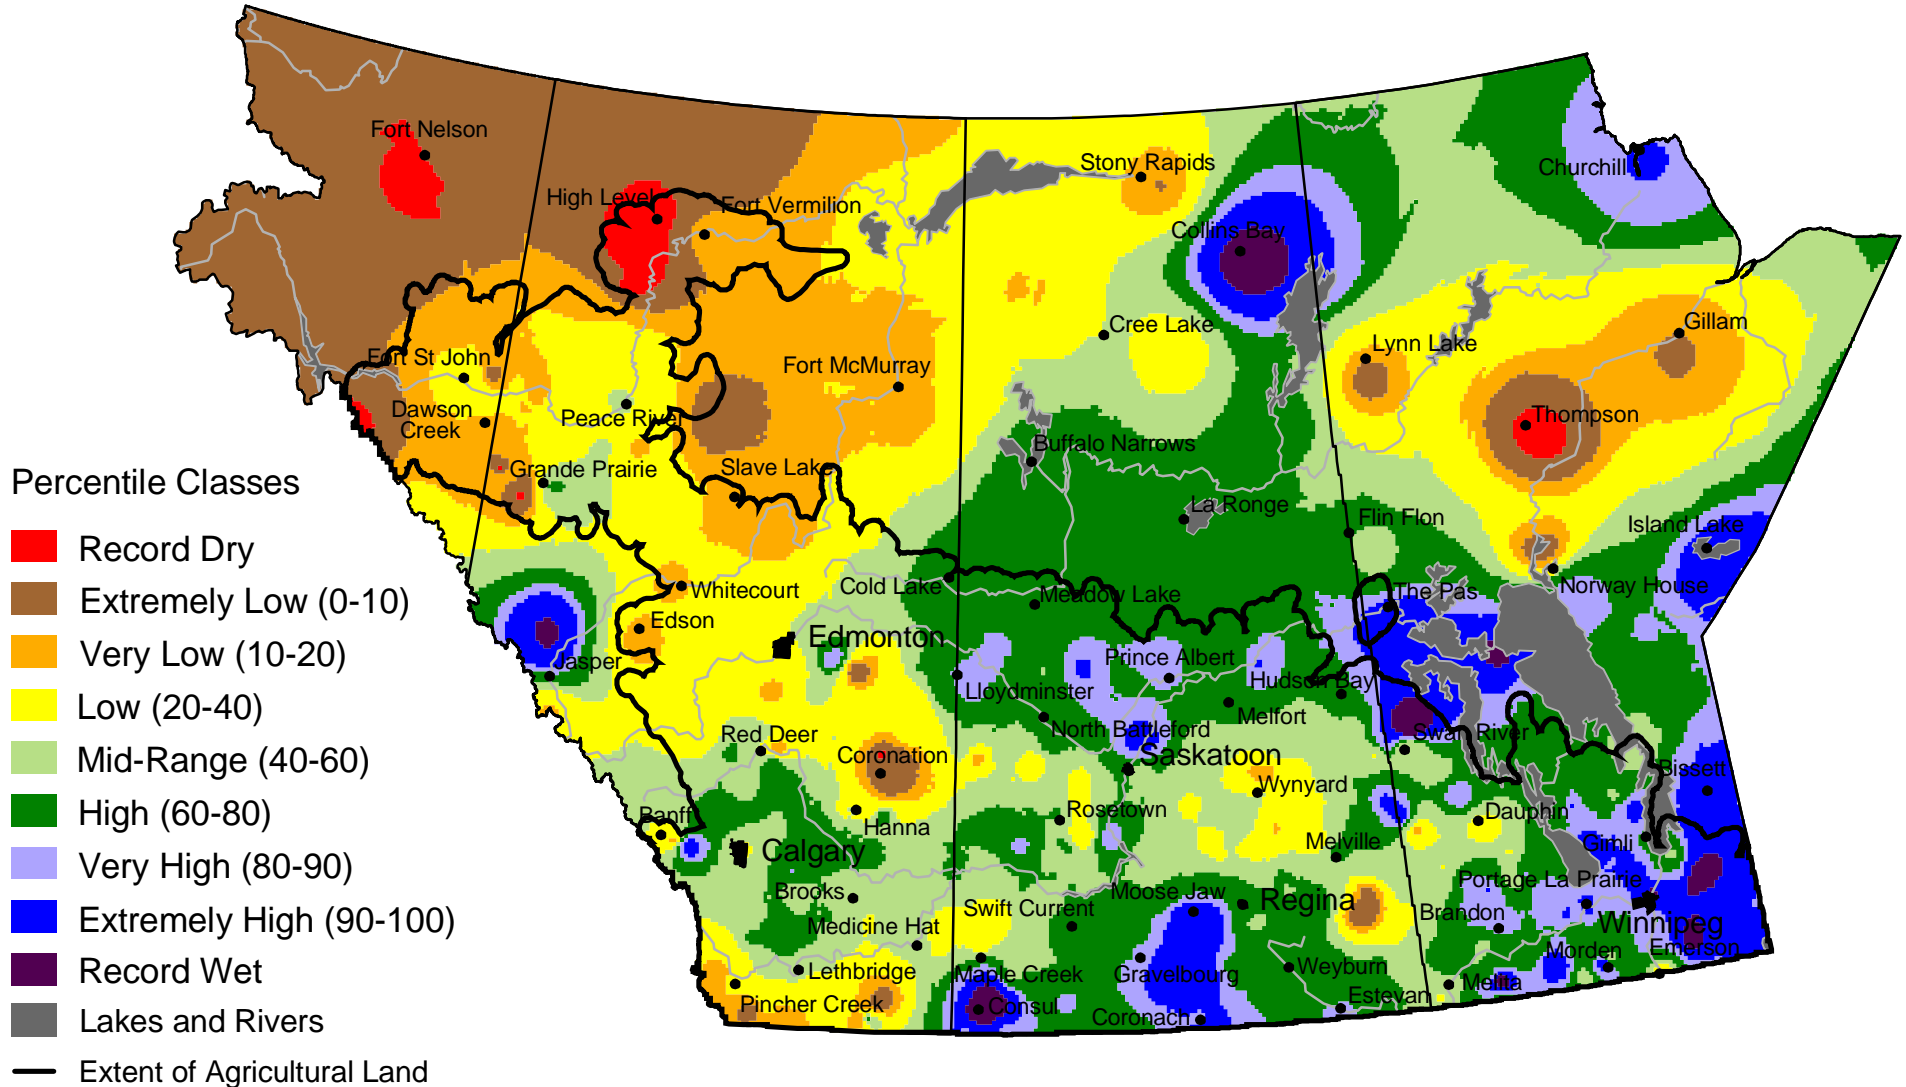 Fort Nelson
Churchill
Stony Rapids
High Level
Fort Vermilion
Collins Bay
Cree Lake
Gillam
Lynn Lake
Fort St John
Fort McMurray
Dawson
Creek
Peace River
Thompson
Buffalo Narrows
Percentile Classes
Grande Prairie
Slave Lake
La Ronge
Flin Flon
Island Lake
Record Dry
Extremely Low (0-10)
Whitecourt
Cold Lake
Meadow Lake
The Pas
Norway House
Edson
Edmonton
Very Low (10-20)
Jasper
Prince Albert
Hudson Bay
Lloydminster
Low (20-40)
North Battleford
Melfort
Red Deer
Swan River
Coronation
Saskatoon
Mid-Range (40-60)
Bissett
Wynyard
Banff
Hanna
Rosetown
Dauphin
High (60-80)
Calgary
Melville
Gimli
Very High (80-90)
Brooks
Moose Jaw
Regina
Portage La Prairie
Swift Current
Brandon
Winnipeg
Extremely High (90-100)
Medicine Hat
Morden
Emerson
Lethbridge
Maple Creek
Gravelbourg
Weyburn
Melita
Record Wet
Pincher Creek
Consul
Coronach
Estevan
Lakes and Rivers
Extent of Agricultural Land